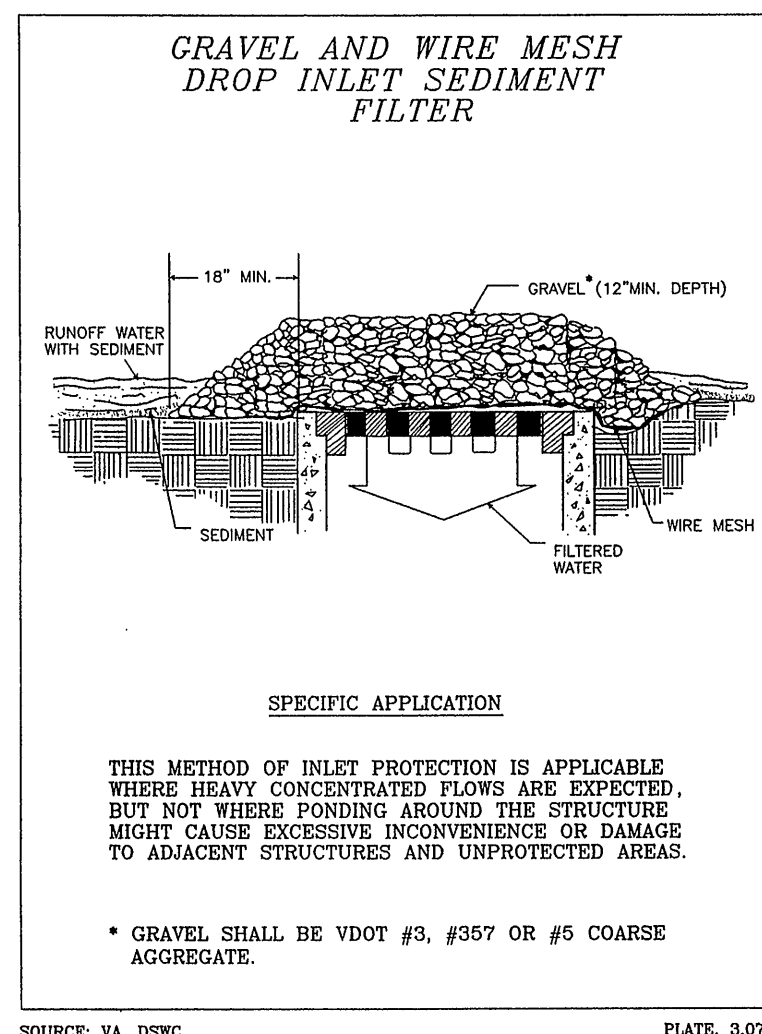 GRAVEL AND WIRE MESH
DROP INLET SEDIMENT
FILTER
18" MIN.
GRAVEL* (12"MIN. DEPTH)
RUNOFF WATER
WITH SEDIMENT
SEDIMENT
WIRE MESH
FILTERED
WATER
SPECIFIC APPLICATION
THIS METHOD OF INLET PROTECTION IS APPLICABLE
WHERE HEAVY CONCENTRATED FLOWS ARE EXPECTED,
BUT NOT WHERE PONDING AROUND THE STRUCTURE
MIGHT CAUSE EXCESSIVE INCONVENIENCE OR DAMAGE
TO ADJACENT STRUCTURES AND UNPROTECTED AREAS.
* GRAVEL SHALL BE VDOT #3, #357 OR #5 COARSE
AGGREGATE.
SOURCE: VA. DSWC
PLATE. 3.07